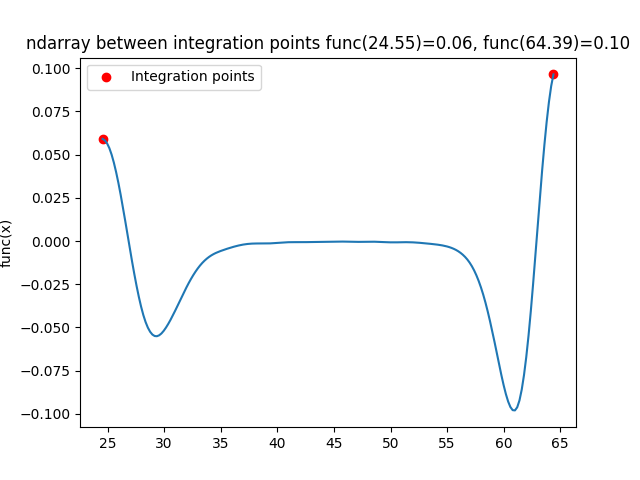 ndarray between integration points func(24.55)=0.06, func(64.39)=0.10
Integration points
func(x)
0.100
0.075
0.050
0.025
0.000
−0.025
−0.050
−0.075
−0.100
25 30 35 40 45 50 55 60 65